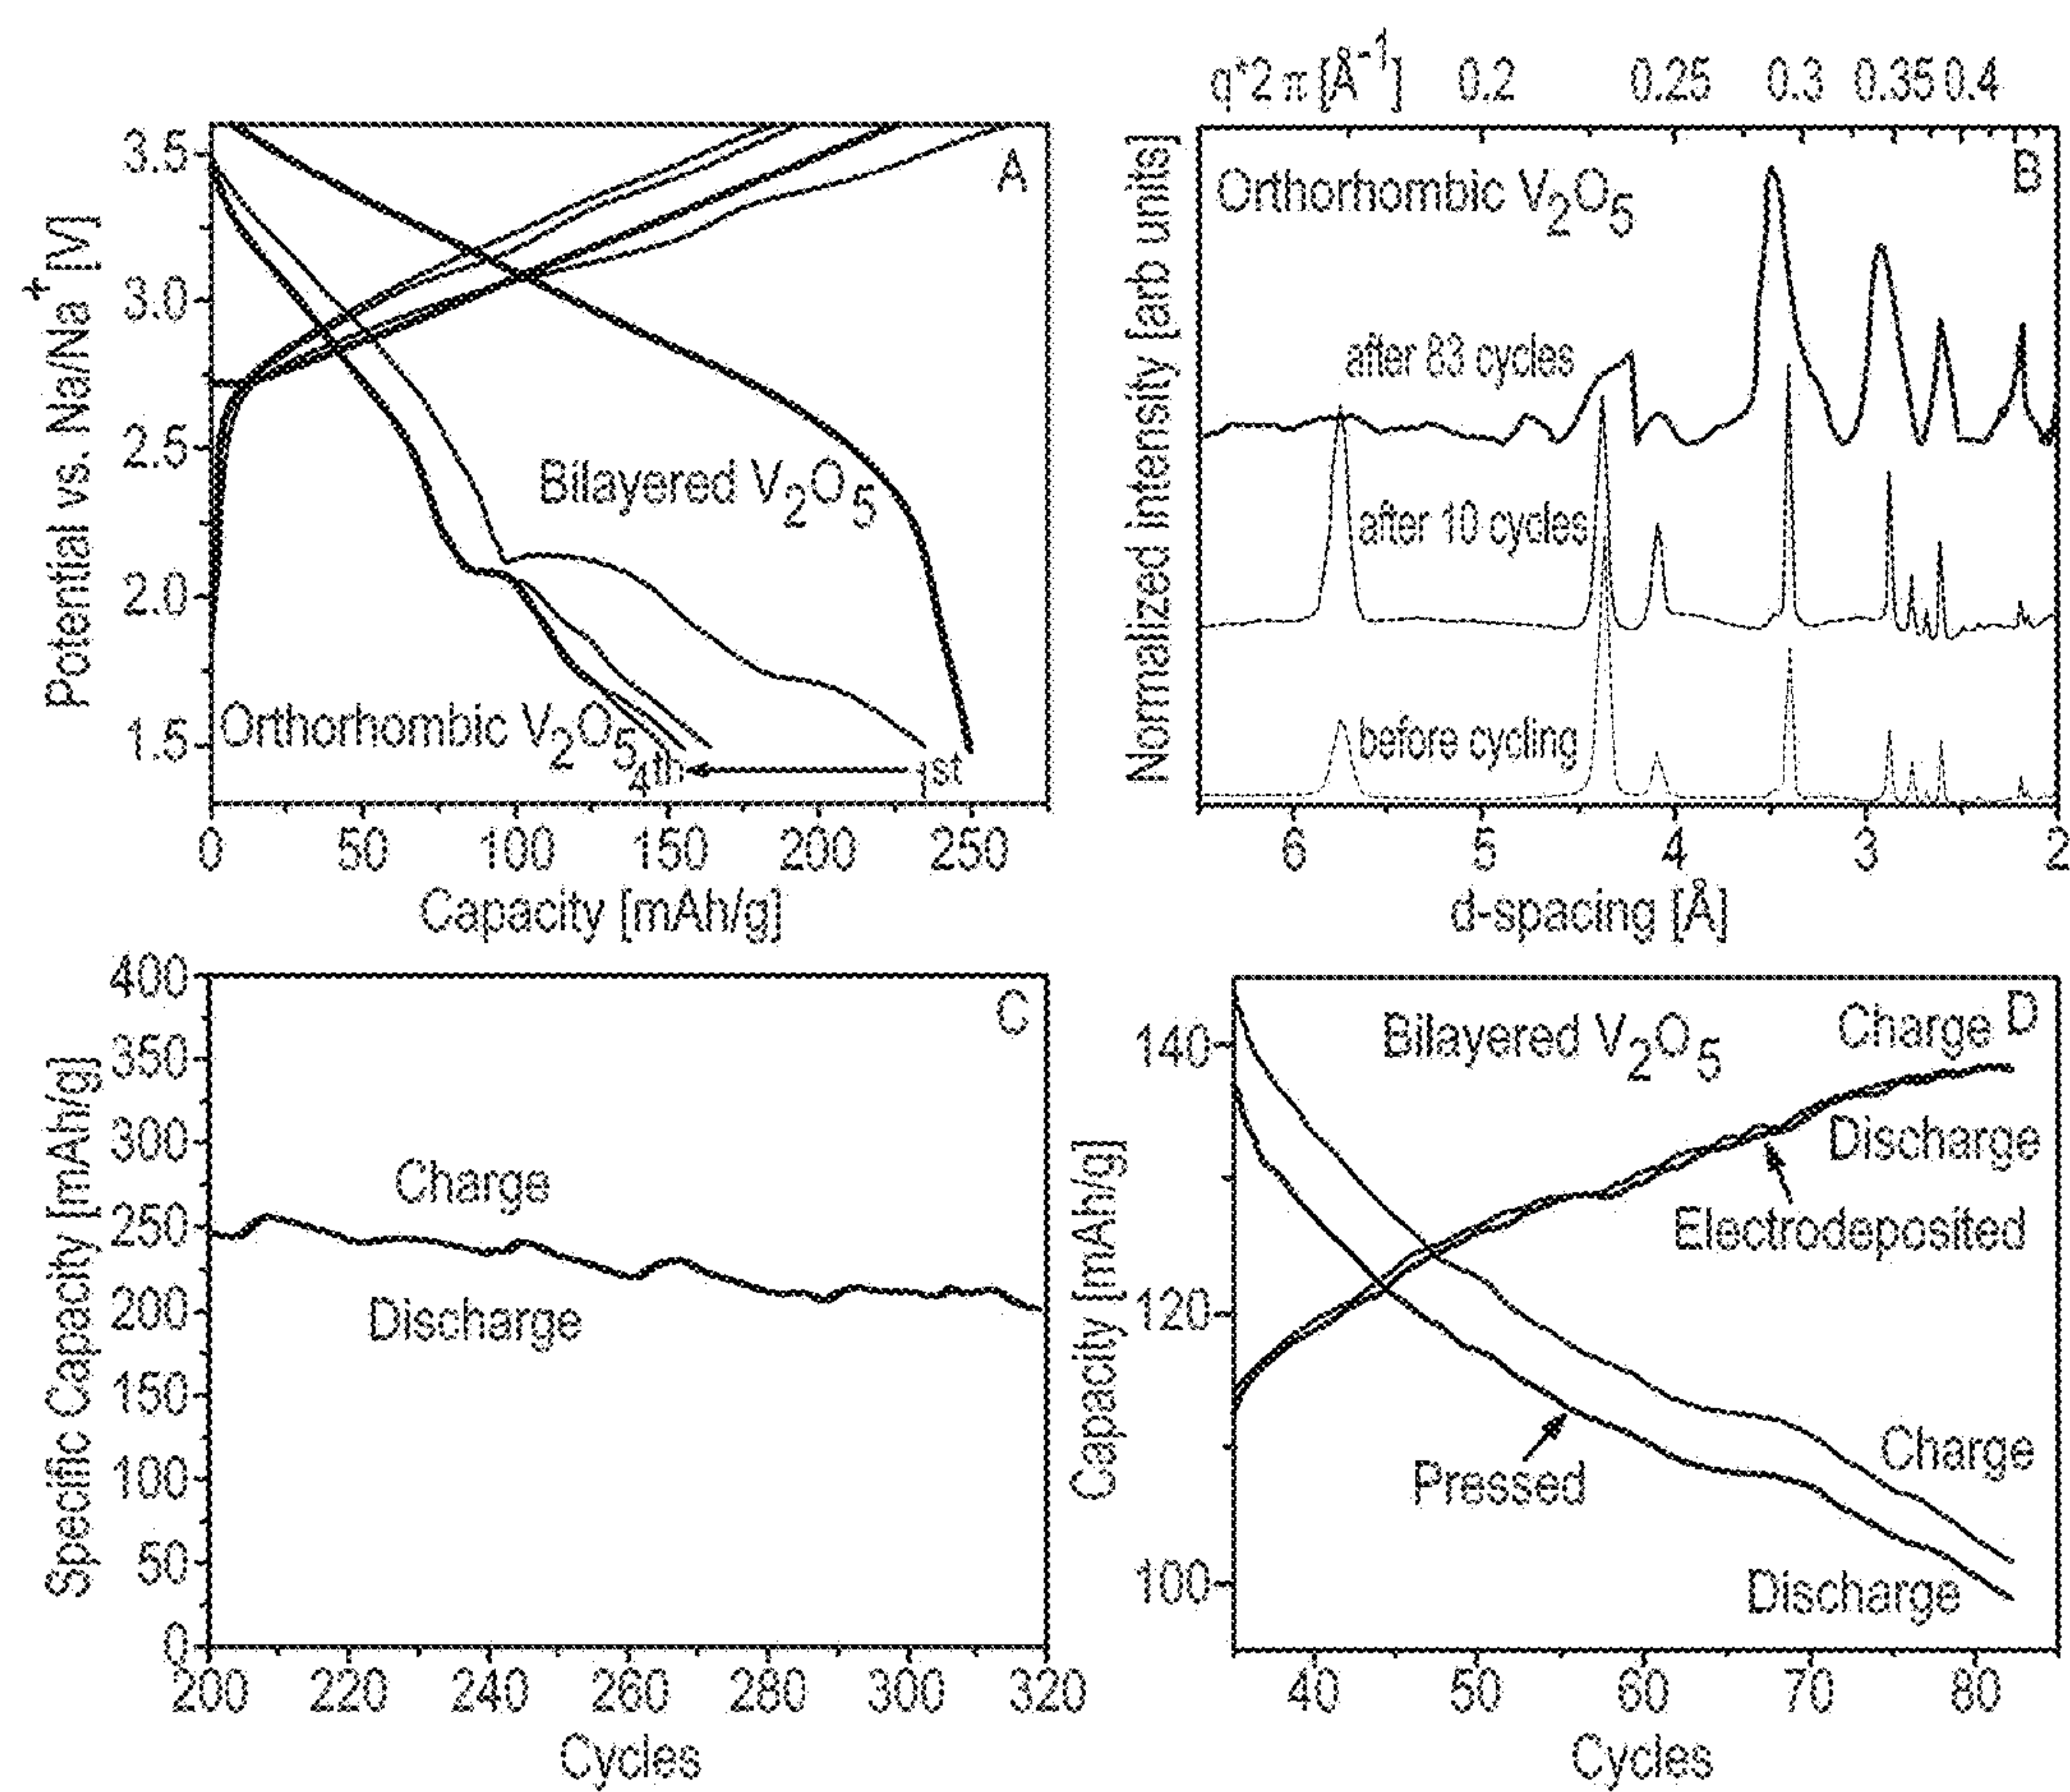 A
Potential vs. Na/Na+ [V]
3.5
3.0
2.5
2.0
1.5
Bilayered V2O5
Orthorhombic V2O5
4th
1st
0 50 100 150 200 250
Capacity [mAh/g]
q*2π [Å-1] 0.2 0.25 0.3 0.35 0.4
B
Normalized intensity [arb units]
Orthorhombic V2O5
after 83 cycles
after 10 cycles
before cycling
6 5 4 3 2
d-spacing [Å]
C
Specific Capacity [mAh/g]
400
350
300
250
200
150
100
50
0
Charge
Discharge
200 220 240 260 280 300 320
Cycles
D
Capacity [mAh/g]
140
120
100
Bilayered V2O5
Charge
Discharge
Electrodeposited
Pressed
Charge
Discharge
40 50 60 70 80
Cycles